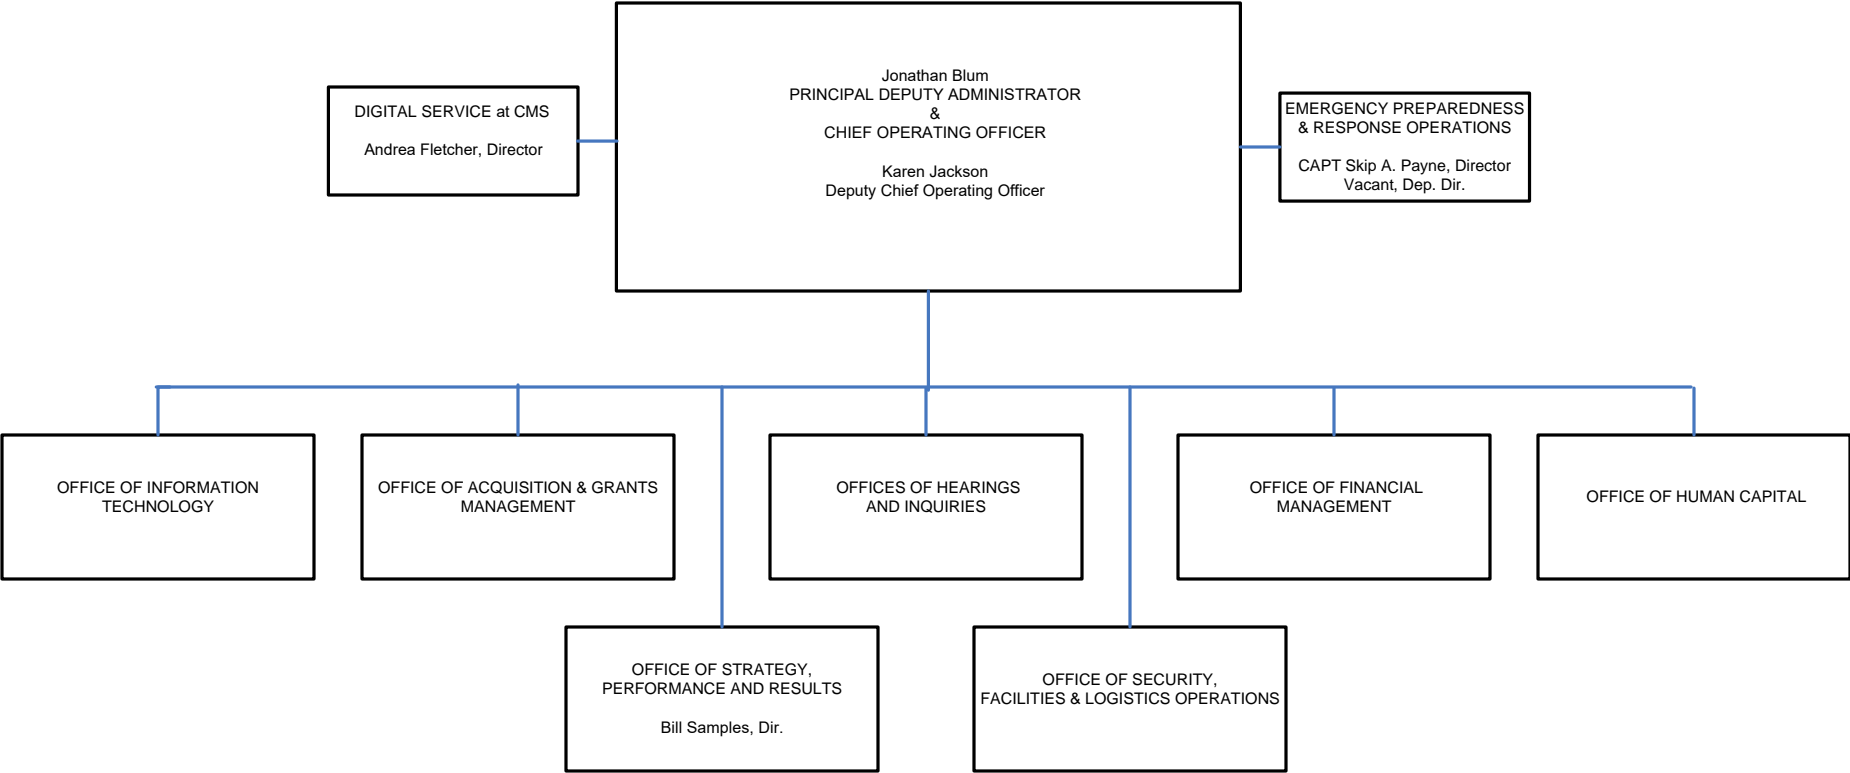 Jonathan Blum
PRINCIPAL DEPUTY ADMINISTRATOR
&
CHIEF OPERATING OFFICER
Karen Jackson
Deputy Chief Operating Officer
DIGITAL SERVICE at CMS
Andrea Fletcher, Director
EMERGENCY PREPAREDNESS
& RESPONSE OPERATIONS
CAPT Skip A. Payne, Director
Vacant, Dep. Dir.
OFFICE OF INFORMATION
TECHNOLOGY
OFFICE OF ACQUISITION & GRANTS
MANAGEMENT
OFFICES OF HEARINGS
AND INQUIRIES
OFFICE OF FINANCIAL
MANAGEMENT
OFFICE OF HUMAN CAPITAL
OFFICE OF STRATEGY,
PERFORMANCE AND RESULTS
Bill Samples, Dir.
OFFICE OF SECURITY,
FACILITIES & LOGISTICS OPERATIONS